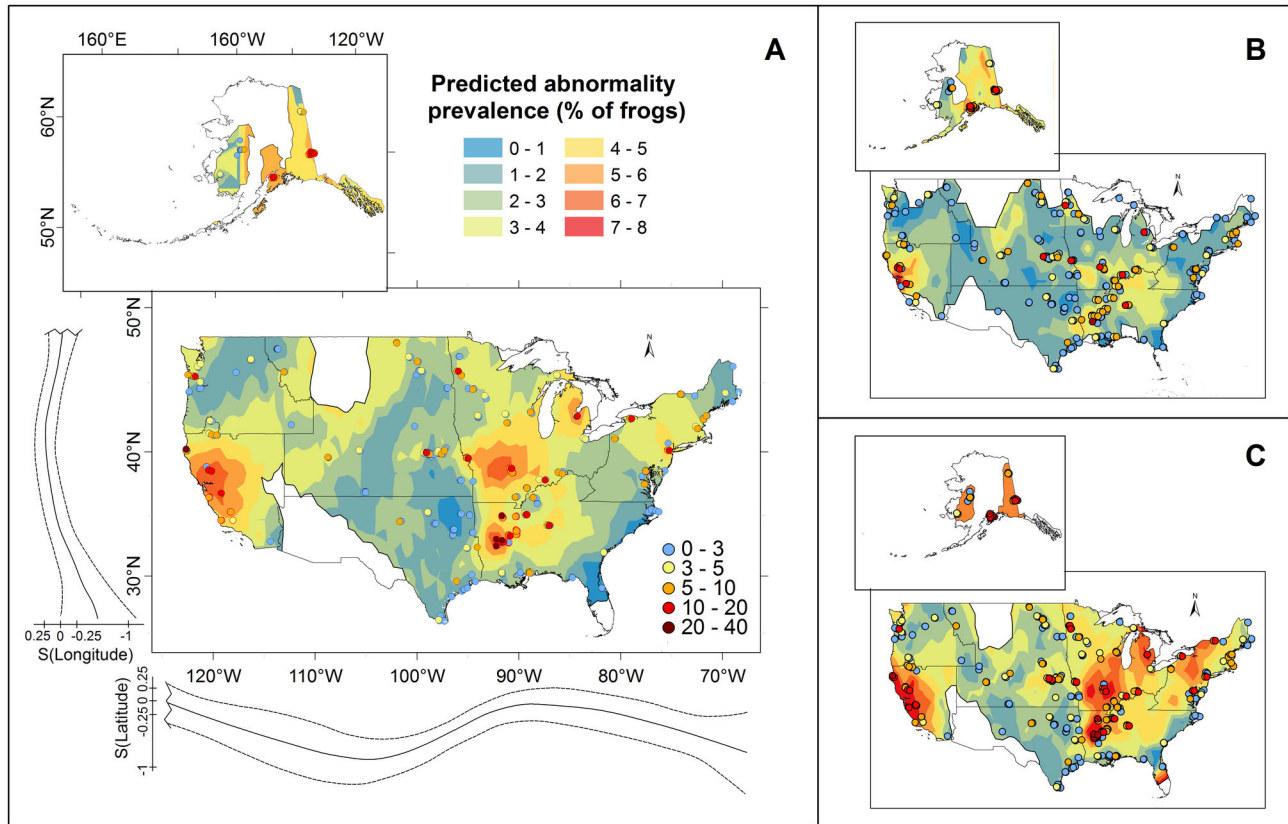 A
160°E 160°W 120°W
60°N
50°N
Predicted abnormality
prevalence (% of frogs)
0 - 1 4 - 5
1 - 2 5 - 6
2 - 3 6 - 7
3 - 4 7 - 8
N
50°N
40°N
30°N
0 - 3
3 - 5
5 - 10
10 - 20
20 - 40
0.25 0 -0.25 -1
S(Longitude)
120°W 110°W 100°W 90°W 80°W 70°W
S(Latitude)
-1 -0.25 0 0.25
B
N
C
N